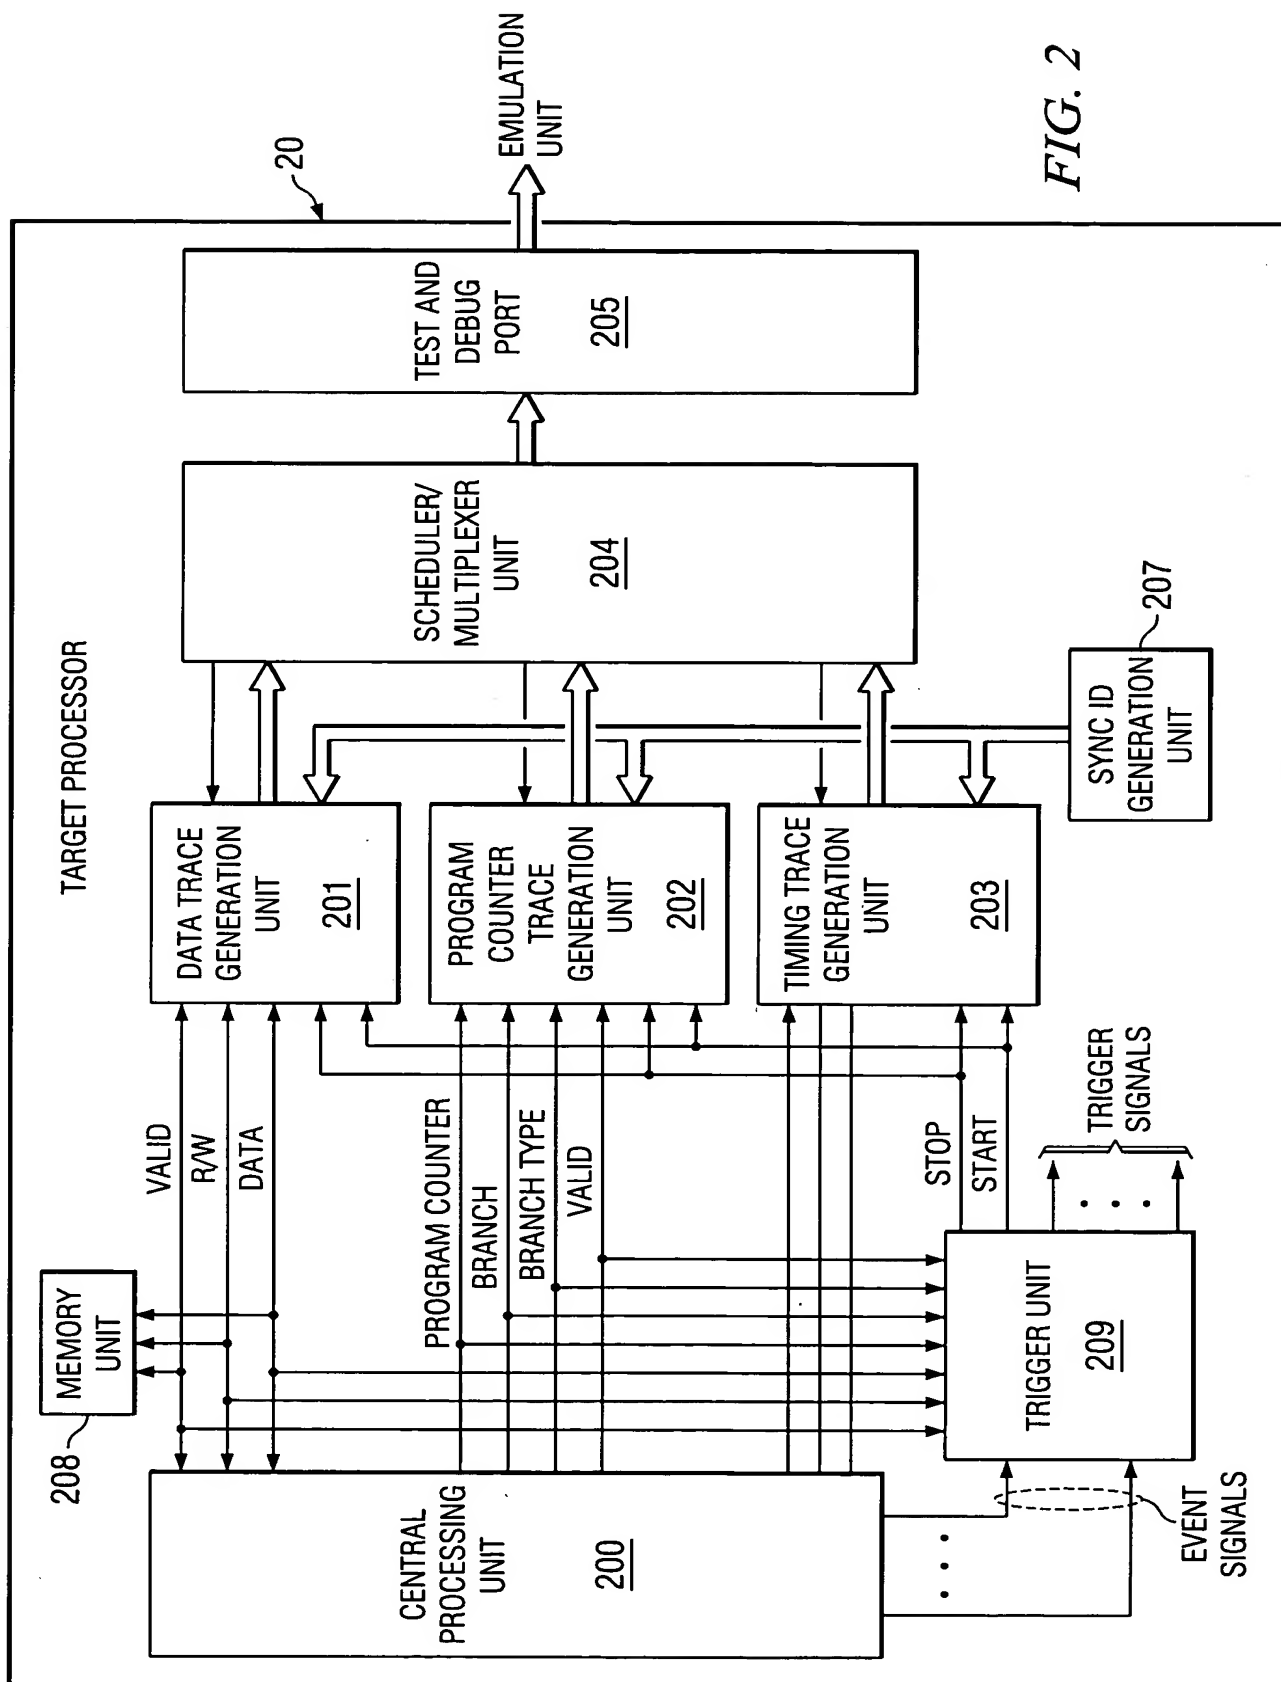 TARGET PROCESSOR
20
MEMORY
UNIT
208
VALID
R/W
DATA
CENTRAL
PROCESSING
UNIT
200
PROGRAM COUNTER
BRANCH
BRANCH TYPE
VALID
DATA TRACE
GENERATION
UNIT
201
PROGRAM
COUNTER
TRACE
GENERATION
UNIT
202
TIMING TRACE
GENERATION
UNIT
203
SCHEDULER/
MULTIPLEXER
UNIT
204
TEST AND
DEBUG
PORT
205
EMULATION
UNIT
STOP
START
TRIGGER UNIT
209
TRIGGER
SIGNALS
EVENT
SIGNALS
SYNC ID
GENERATION
UNIT
207
FIG. 2